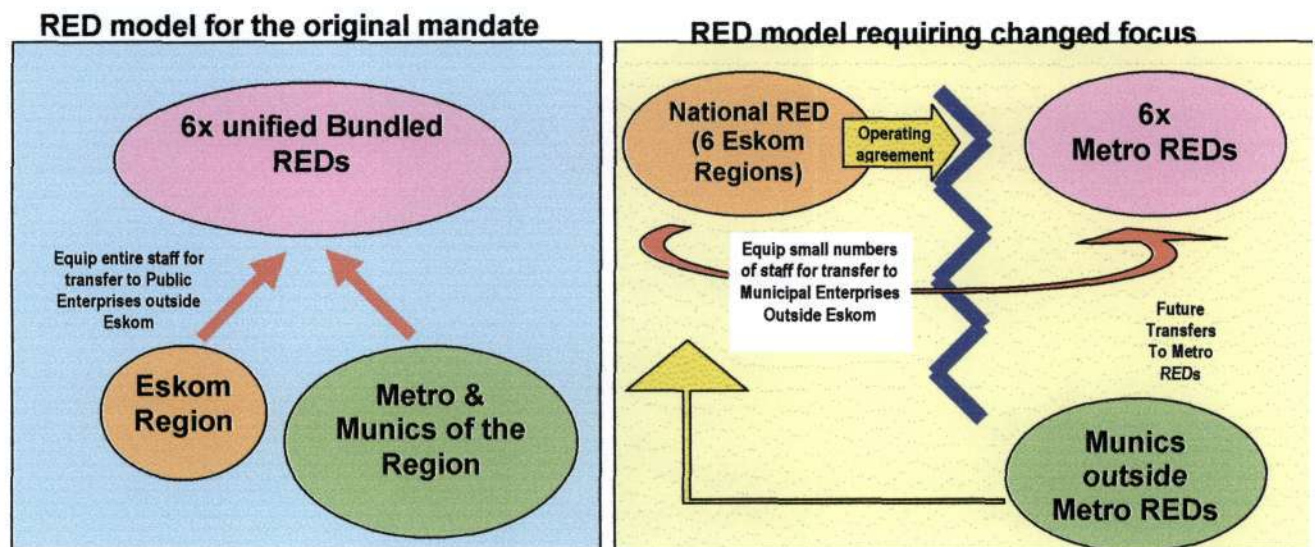 RED model for the original mandate
6x unified Bundled
REDs
Equip entire staff for
transfer to Public
Enterprises outside
Eskom
Eskom
Region
Metro &
Munics of the
Region
RED model requiring changed focus
National RED
(6 Eskom
Regions)
Operating
agreement
6x
Metro REDs
Equip small numbers
of staff for transfer to
Municipal Enterprises
Outside Eskom
Future
Transfers
To Metro
REDs
Munics
outside
Metro REDs